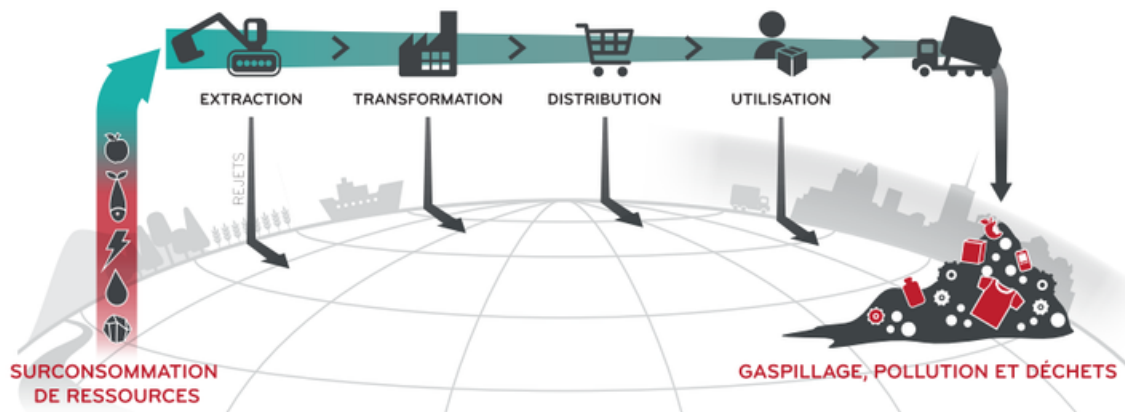 EXTRACTION
TRANSFORMATION
DISTRIBUTION
UTILISATION
REJETS
SURCONSOMMATION
DE RESSOURCES
GASPILLAGE, POLLUTION ET DÉCHETS